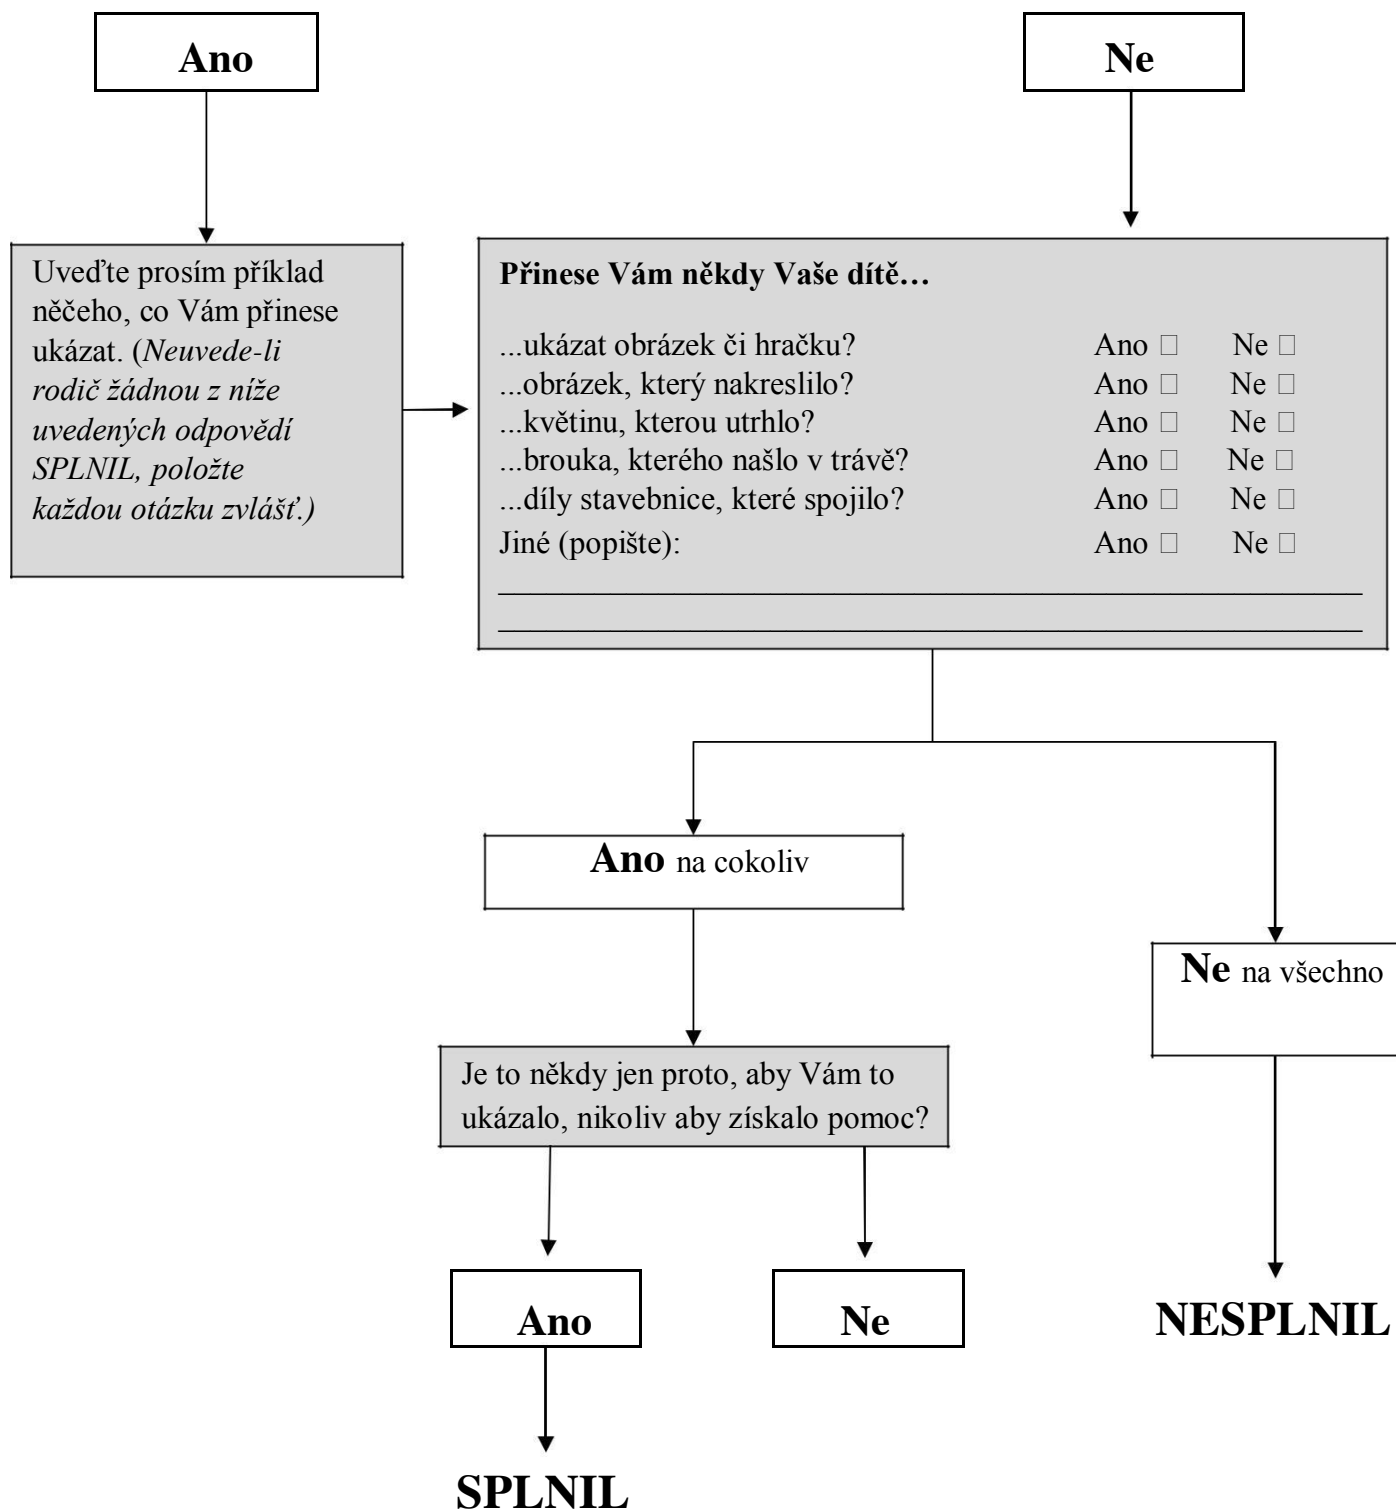 Ano
Ne
Uveďte prosím příklad
něčeho, co Vám přinese
ukázat. (Neuvede-li
rodič žádnou z níže
uvedených odpovědí
SPLNIL, položte
každou otázku zvlášť.)
Přinese Vám někdy Vaše dítě…
...ukázat obrázek či hračku? Ano □ Ne □
...obrázek, který nakreslilo? Ano □ Ne □
...květinu, kterou utrhlo? Ano □ Ne □
...brouka, kterého našlo v trávě? Ano □ Ne □
...díly stavebnice, které spojilo? Ano □ Ne □
Jiné (popište): Ano □ Ne □
Ano na cokoliv
Ne na všechno
Je to někdy jen proto, aby Vám to
ukázalo, nikoliv aby získalo pomoc?
Ano
Ne
NESPLNIL
SPLNIL